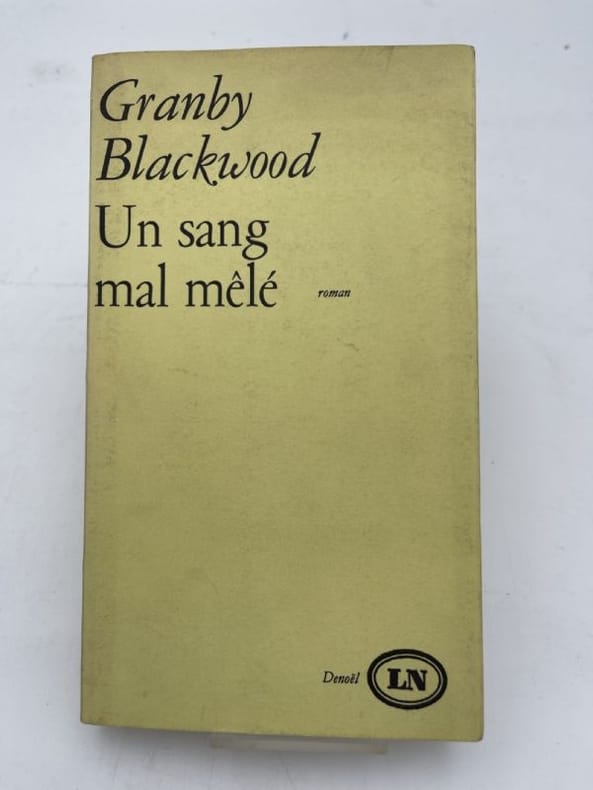 Granby
Blackwood
Un sang
mal mêlé roman
Denoël LN